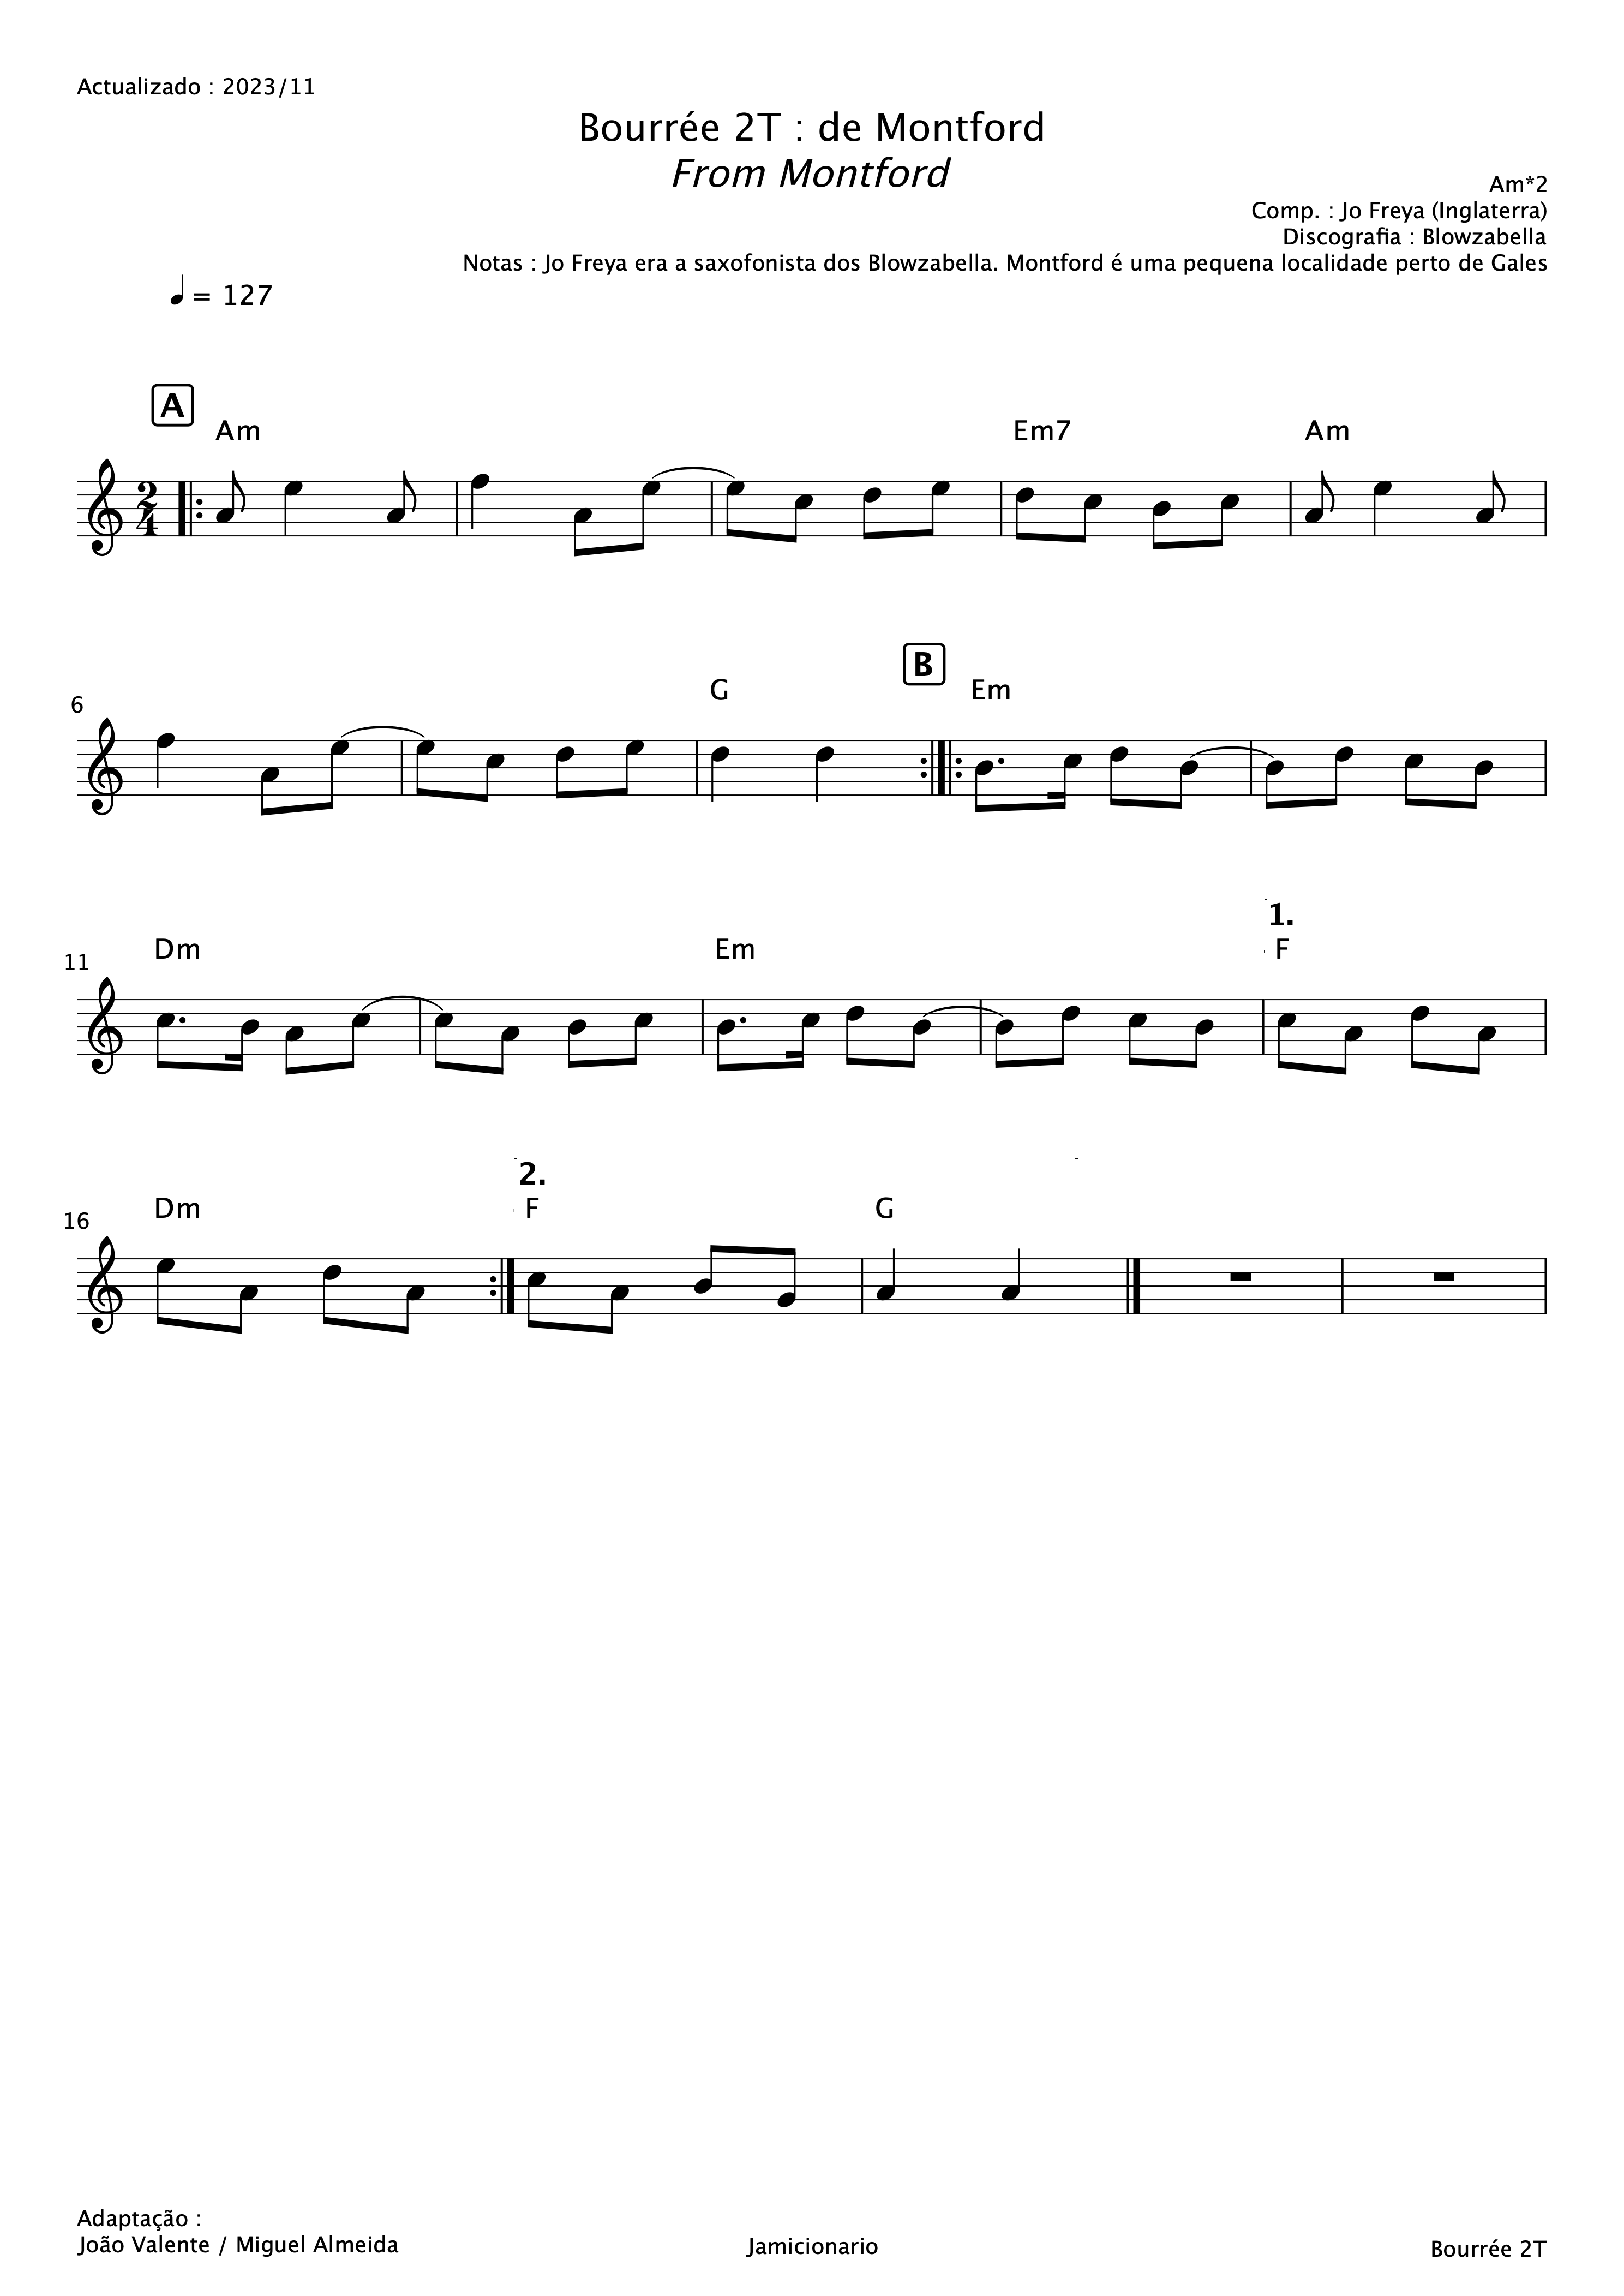 Actualizado : 2023/11
Bourrée 2T : de Montford
From Montford
Am*2
Comp. : Jo Freya (Inglaterra)
Discografia : Blowzabella
Notas : Jo Freya era a saxofonista dos Blowzabella. Montford é uma pequena localidade perto de Gales
= 127
A
Am Em7 Am
2
4
B
6 G Em
1.
11 Dm Em F
2.
16 Dm F G
Adaptação :
João Valente / Miguel Almeida
Jamicionario
Bourrée 2T